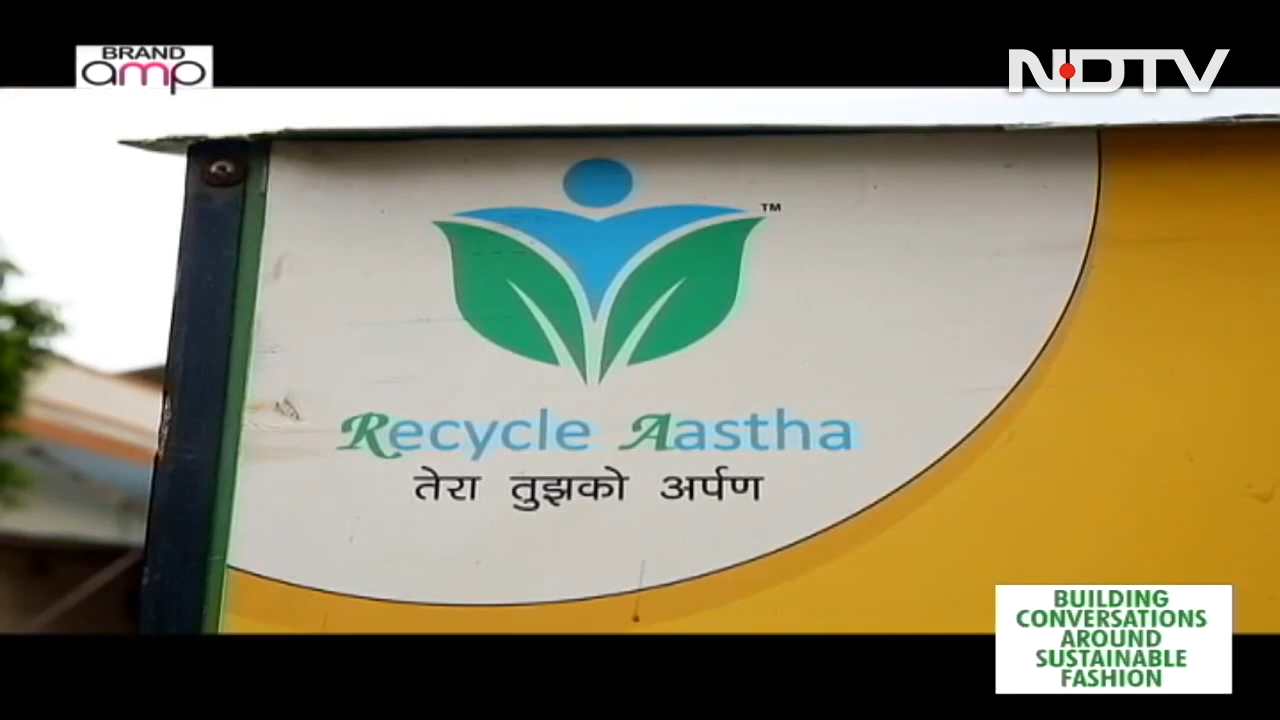 BRAND
amp
NDTV
TM
Recycle Aastha
तेरा तुझको अर्पण
BUILDING
CONVERSATIONS
AROUND
SUSTAINABLE
FASHION